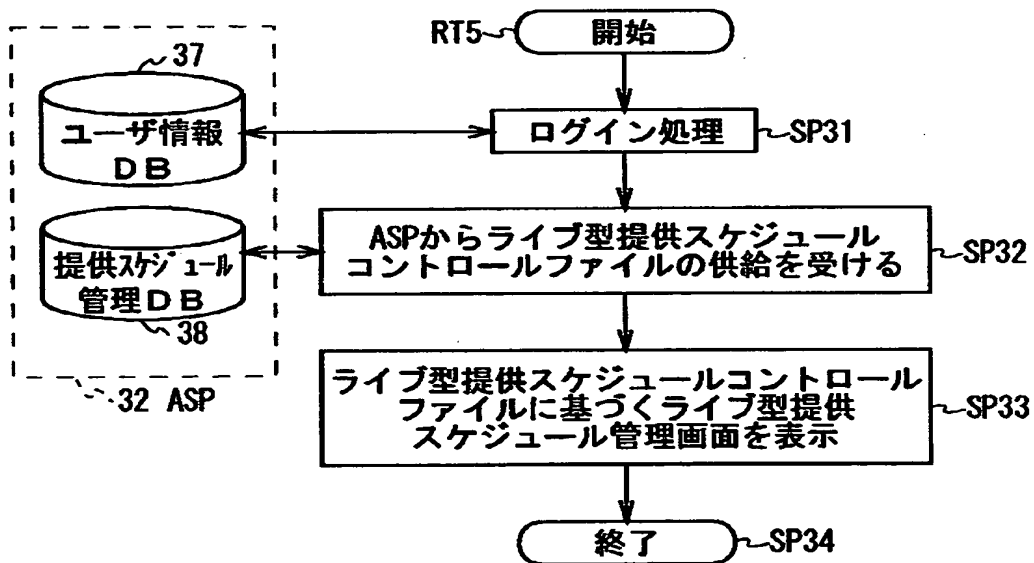 RT5
開始
37
ユーザ情報
DB
ログイン処理
SP31
提供スケジュール
管理DB
38
32 ASP
ASPからライブ型提供スケジュール
コントロールファイルの供給を受ける
SP32
ライブ型提供スケジュールコントロール
ファイルに基づくライブ型提供
スケジュール管理画面を表示
SP33
終了
SP34